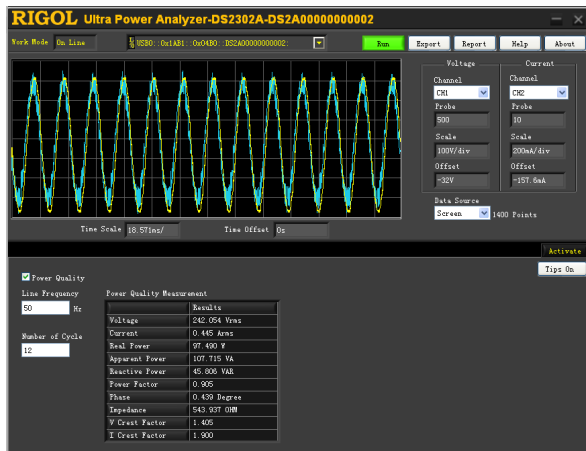 RIGOL Ultra Power Analyzer-DS2302A-DS2A00000000002
Work Mode On Line USB0::0x1AB1::0x04B0::DS2A00000000002: Run Export Report Help About
Voltage Current
Channel Channel
CH1 CH2
Probe Probe
500 10
Scale Scale
100V/div 200mA/div
Offset Offset
-32V -157.6mA
Data Source
Screen 1400 Points
Time Scale 18.571ms/ Time Offset 0s
Activate
Tips On
Power Quality
Line Frequency Power Quality Measurement
50 Hz
Results
Voltage 242.054 Vrms
Current 0.445 Arms
Number of Cycle
12
Real Power 97.490 W
Apparent Power 107.715 VA
Reactive Power 45.806 VAR
Power Factor 0.905
Phase 0.439 Degree
Impedance 543.937 OHM
V Crest Factor 1.405
I Crest Factor 1.900